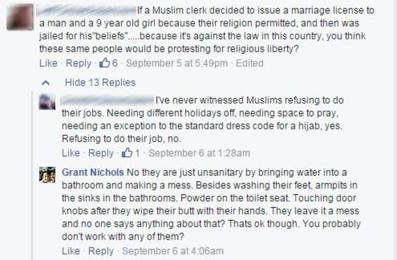 If a Muslim clerk decided to issue a marriage license to
a man and a 9 year old girl because their religion permitted, and then was
jailed for his"beliefs".....because it's against the law in this country, you think
these same people would be protesting for religious liberty?
Like · Reply · 6 · September 5 at 5:49pm · Edited
Hide 13 Replies
I've never witnessed Muslims refusing to do
their jobs. Needing different holidays off, needing space to pray,
needing an exception to the standard dress code for a hijab, yes.
Refusing to do their job, no.
Like · Reply · 1 · September 6 at 1:28am
Grant Nichols No they are just unsanitary by bringing water into a
bathroom and making a mess. Besides washing their feet, armpits in
the sinks in the bathrooms. Powder on the toilet seat. Touching door
knobs after they wipe their butt with their hands. They leave it a mess
and no one says anything about that? Thats ok though. You probably
don't work with any of them?
Like · Reply · September 6 at 4:06am